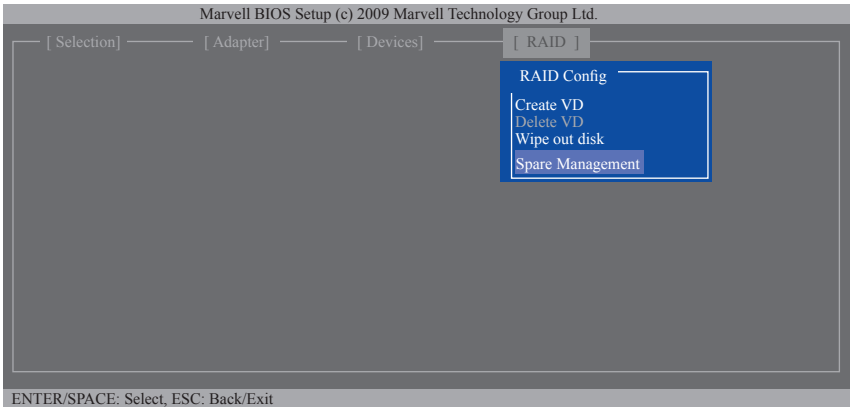 Marvell BIOS Setup (c) 2009 Marvell Technology Group Ltd.
[ Selection] [ Adapter] [ Devices] [ RAID ]
RAID Config
Create VD
Delete VD
Wipe out disk
Spare Management
ENTER/SPACE: Select, ESC: Back/Exit